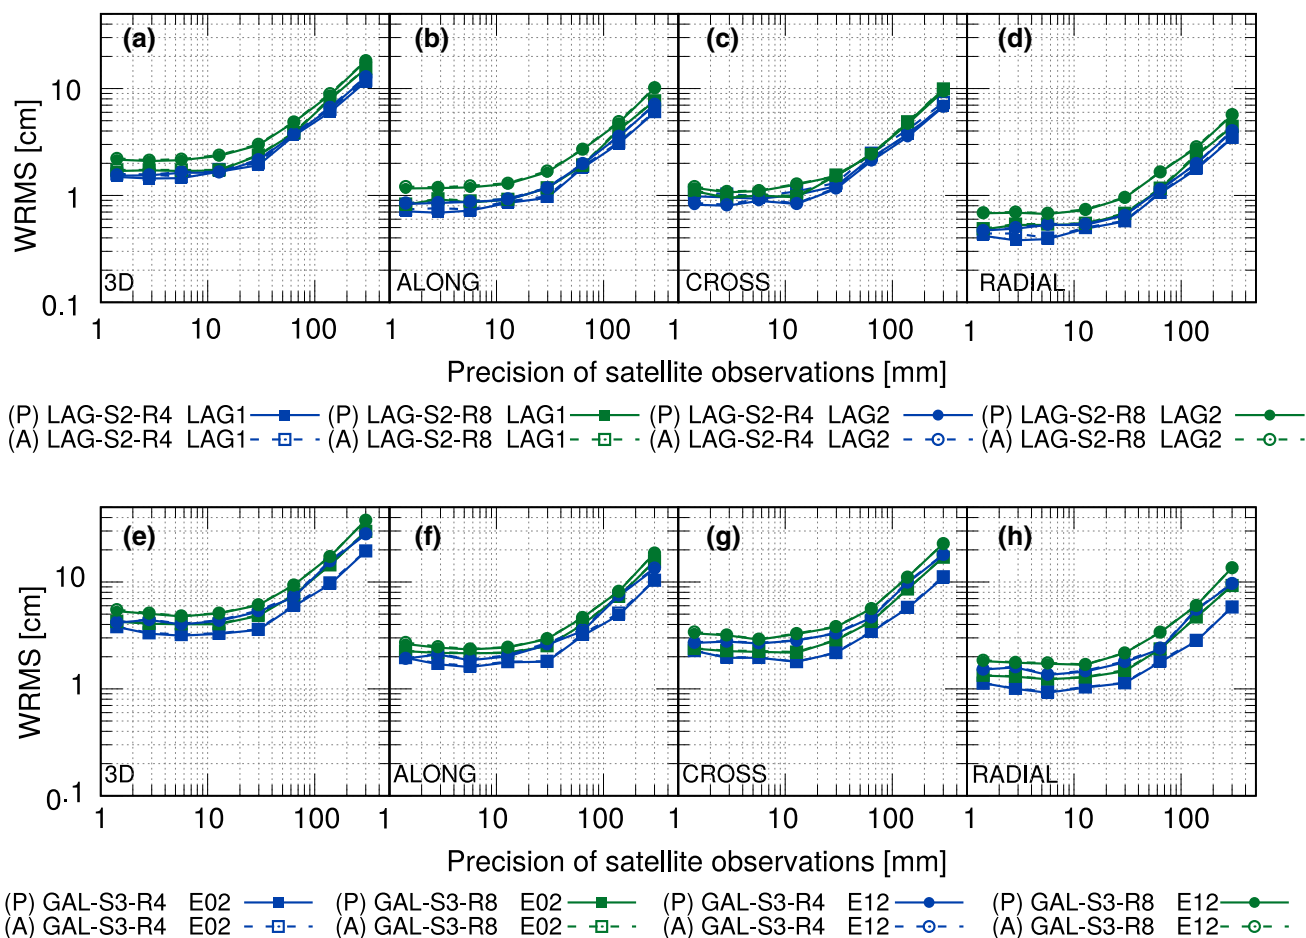 (a) (b) (c) (d)
10
1
0.1
WRMS [cm]
3D ALONG CROSS RADIAL
1 10 100 1 10 100 1 10 100 1 10 100
Precision of satellite observations [mm]
(P) LAG-S2-R4 LAG1 (P) LAG-S2-R8 LAG1 (P) LAG-S2-R4 LAG2 (P) LAG-S2-R8 LAG2
(A) LAG-S2-R4 LAG1 (A) LAG-S2-R8 LAG1 (A) LAG-S2-R4 LAG2 (A) LAG-S2-R8 LAG2
(e) (f) (g) (h)
10
1
0.1
WRMS [cm]
3D ALONG CROSS RADIAL
1 10 100 1 10 100 1 10 100 1 10 100
Precision of satellite observations [mm]
(P) GAL-S3-R4 E02 (P) GAL-S3-R8 E02 (P) GAL-S3-R4 E12 (P) GAL-S3-R8 E12
(A) GAL-S3-R4 E02 (A) GAL-S3-R8 E02 (A) GAL-S3-R4 E12 (A) GAL-S3-R8 E12